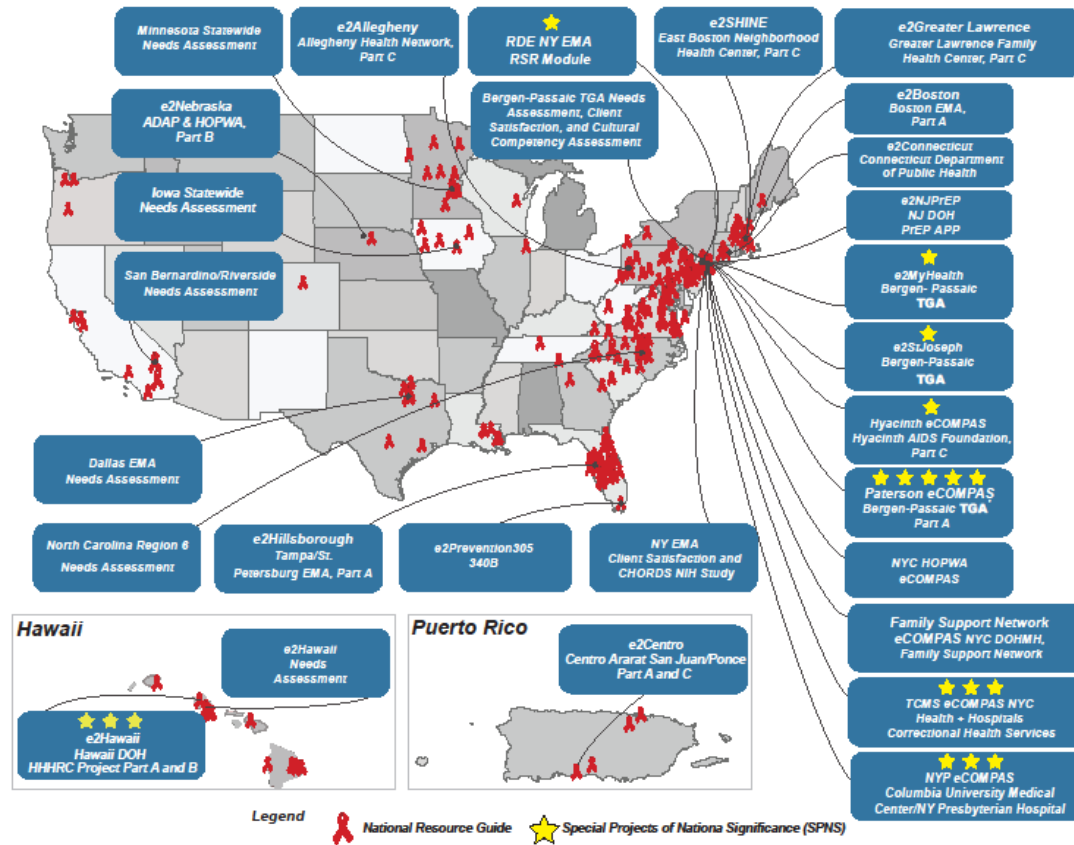 Minnesota Statewide
Needs Assessment
e2Allegheny
Allegheny Health Network,
Part C
RDE NY EMA
RSR Module
e2SHINE
East Boston Neighborhood
Health Center, Part C
e2Greater Lawrence
Greater Lawrence Family
Health Center, Part C
e2Nebraska
ADAP & HOPWA,
Part B
Bergen-Passaic TGA Needs
Assessment, Client
Satisfaction, and Cultural
Competency Assessment
e2Boston
Boston EMA,
Part A
e2Connecticut
Connecticut Department
of Public Health
Iowa Statewide
Needs Assessment
e2NJPrEP
NJ DOH
PrEP APP
San Bernardino/Riverside
Needs Assessment
e2MyHealth
Bergen- Passaic
TGA
e2StJoseph
Bergen-Passaic
TGA
Hyacinth eCOMPAS
Hyacinth AIDS Foundation,
Part C
Dallas EMA
Needs Assessment
Paterson eCOMPAS
Bergen-Passaic TGA
Part A
North Carolina Region 6
Needs Assessment
e2Hillsborough
Tampa/St.
Petersburg EMA, Part A
e2Prevention305
340B
NY EMA
Client Satisfaction and
CHORDS NIH Study
NYC HOPWA
eCOMPAS
Family Support Network
eCOMPAS NYC DOHMH,
Family Support Network
TCMS eCOMPAS NYC
Health + Hospitals
Correctional Health Services
NYP eCOMPAS
Columbia University Medical
Center/NY Presbyterian Hospital
Hawaii
e2Hawaii
Needs
Assessment
e2Hawaii
Hawaii DOH
HHHRC Project Part A and B
Puerto Rico
e2Centro
Centro Ararat San Juan/Ponce
Part A and C
Legend
National Resource Guide
Special Projects of Nationa Significance (SPNS)